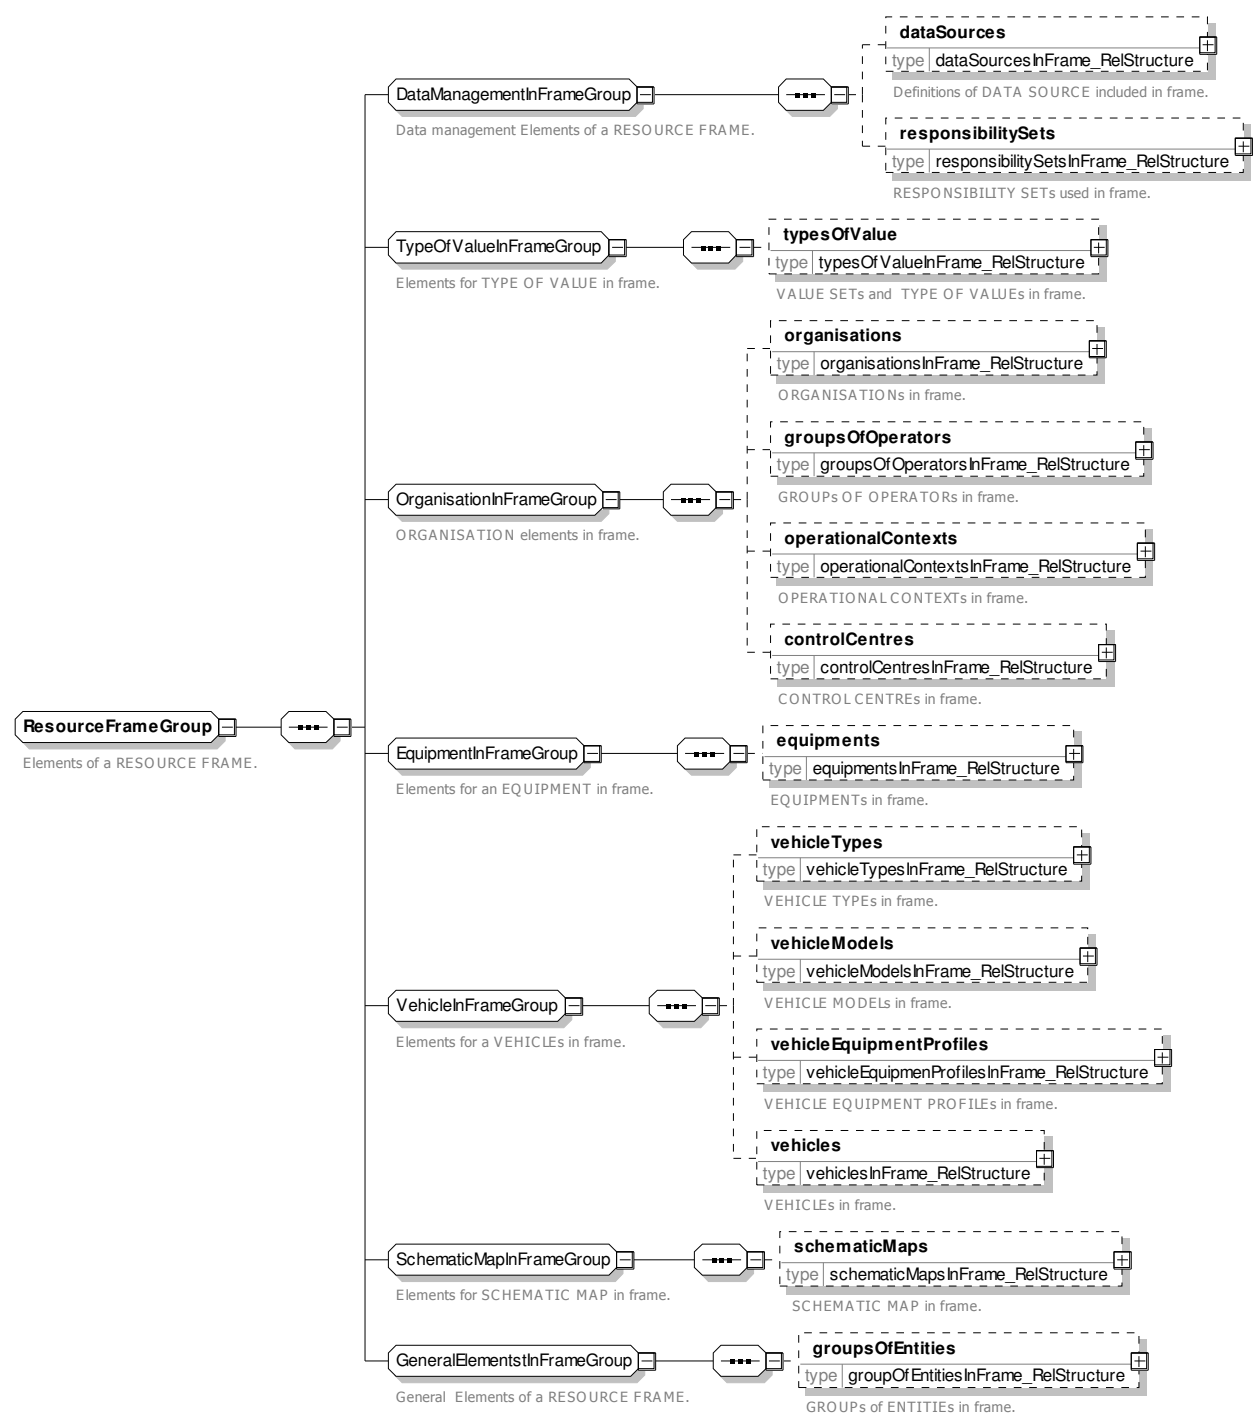 dataSources
type dataSourcesInFrame_RelStructure
Definitions of DATA SOURCE included in frame.
DataManagementInFrameGroup
Data management Elements of a RESOURCE FRAME.
responsibilitySets
type responsibilitySetsInFrame_RelStructure
RESPONSIBILITY SETs used in frame.
TypeOfValueInFrameGroup
Elements for TYPE OF VALUE in frame.
typesOfValue
type typesOfValueInFrame_RelStructure
VALUE SETs and TYPE OF VALUEs in frame.
organisations
type organisationsInFrame_RelStructure
ORGANISATIONs in frame.
groupsOfOperators
type groupsOfOperatorsInFrame_RelStructure
GROUPs OF OPERATORs in frame.
OrganisationInFrameGroup
ORGANISATION elements in frame.
operationalContexts
type operationalContextsInFrame_RelStructure
OPERATIONAL CONTEXTs in frame.
controlCentres
type controlCentresInFrame_RelStructure
CONTROL CENTREs in frame.
ResourceFrameGroup
Elements of a RESOURCE FRAME.
EquipmentInFrameGroup
Elements for an EQUIPMENT in frame.
equipments
type equipmentsInFrame_RelStructure
EQUIPMENTs in frame.
vehicleTypes
type vehicleTypesInFrame_RelStructure
VEHICLE TYPEs in frame.
vehicleModels
type vehicleModelsInFrame_RelStructure
VEHICLE MODELs in frame.
VehicleInFrameGroup
Elements for a VEHICLEs in frame.
vehicleEquipmentProfiles
type vehicleEquipmenProfilesInFrame_RelStructure
VEHICLE EQUIPMENT PROFILEs in frame.
vehicles
type vehiclesInFrame_RelStructure
VEHICLEs in frame.
SchematicMapInFrameGroup
Elements for SCHEMATIC MAP in frame.
schematicMaps
type schematicMapsInFrame_RelStructure
SCHEMATIC MAP in frame.
GeneralElementstInFrameGroup
General Elements of a RESOURCE FRAME.
groupsOfEntities
type groupOfEntitiesInFrame_RelStructure
GROUPs of ENTITIEs in frame.